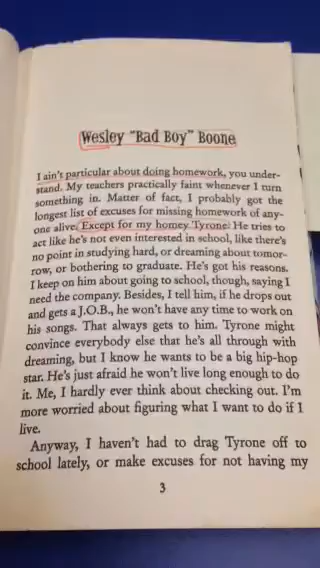 Wesley "Bad Boy" Boone
I ain't particular about doing homework, you under-
stand. My teachers practically faint whenever I turn
something in. Matter of fact, I probably got the
longest list of excuses for missing homework of any-
one alive. Except for my homey Tyrone. He tries to
act like he's not even interested in school, like there's
no point in studying hard, or dreaming about tomor-
row, or bothering to graduate. He's got his reasons.
I keep on him about going to school, though, saying I
need the company. Besides, I tell him, if he drops out
and gets a J.O.B., he won't have any time to work on
his songs. That always gets to him. Tyrone might
convince everybody else that he's all through with
dreaming, but I know he wants to be a big hip-hop
star. He's just afraid he won't live long enough to do
it. Me, I hardly ever think about checking out. I'm
more worried about figuring what I want to do if I
live.
Anyway, I haven't had to drag Tyrone off to
school lately, or make excuses for not having my
3